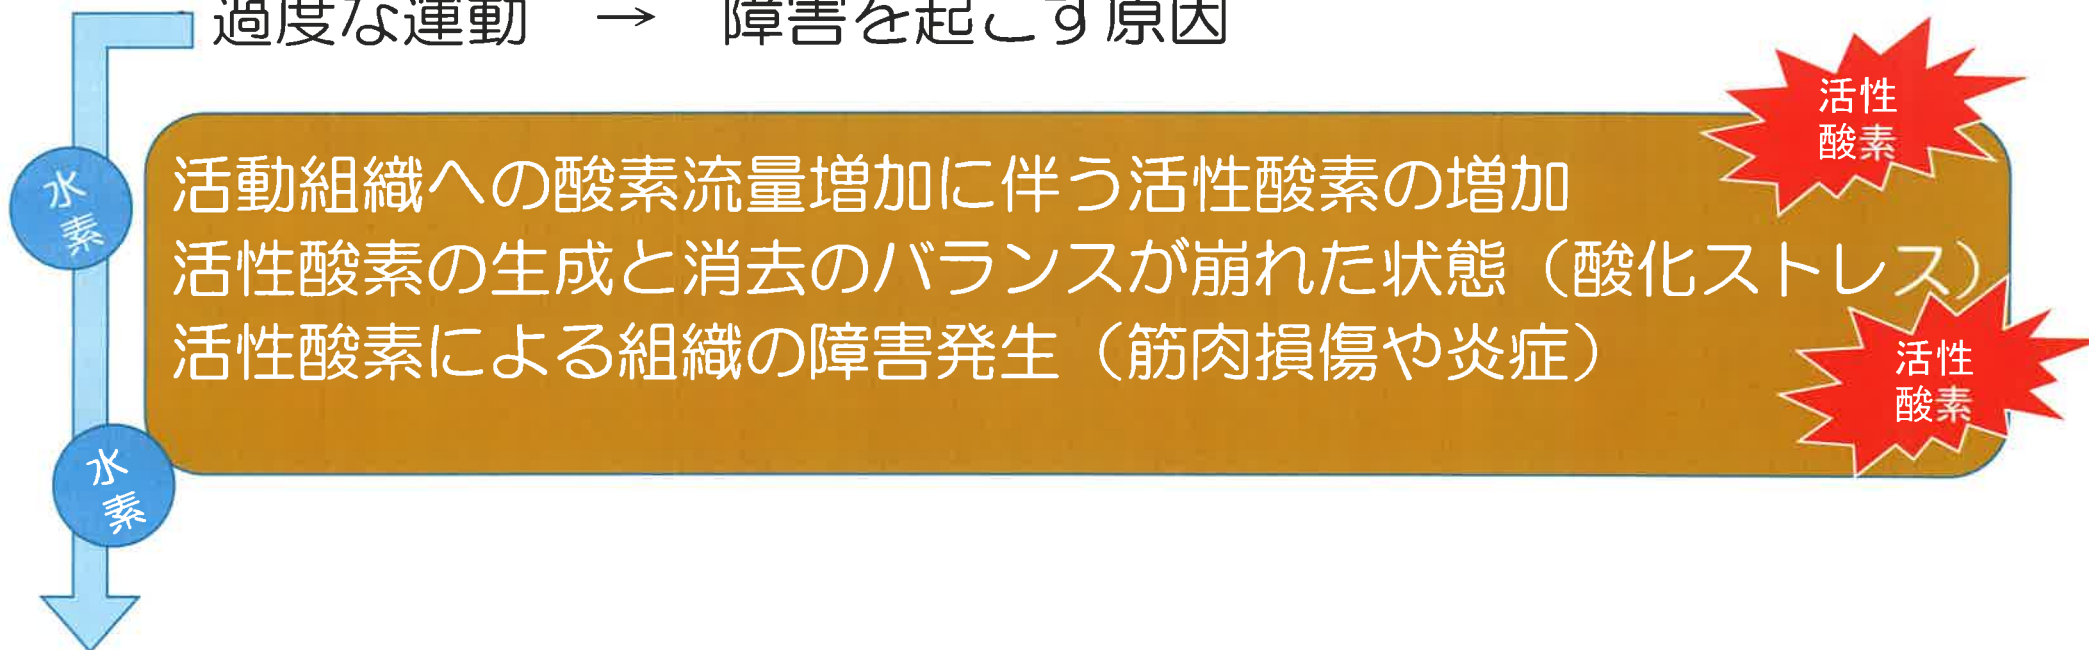 過度な運動　→　障害を起こす原因
活性
酸素
活動組織への酸素流量増加に伴う活性酸素の増加
水
素
活性酸素の生成と消去のバランスが崩れた状態（酸化ストレス）
活性酸素による組織の障害発生（筋肉損傷や炎症）
活性
酸素
水
素